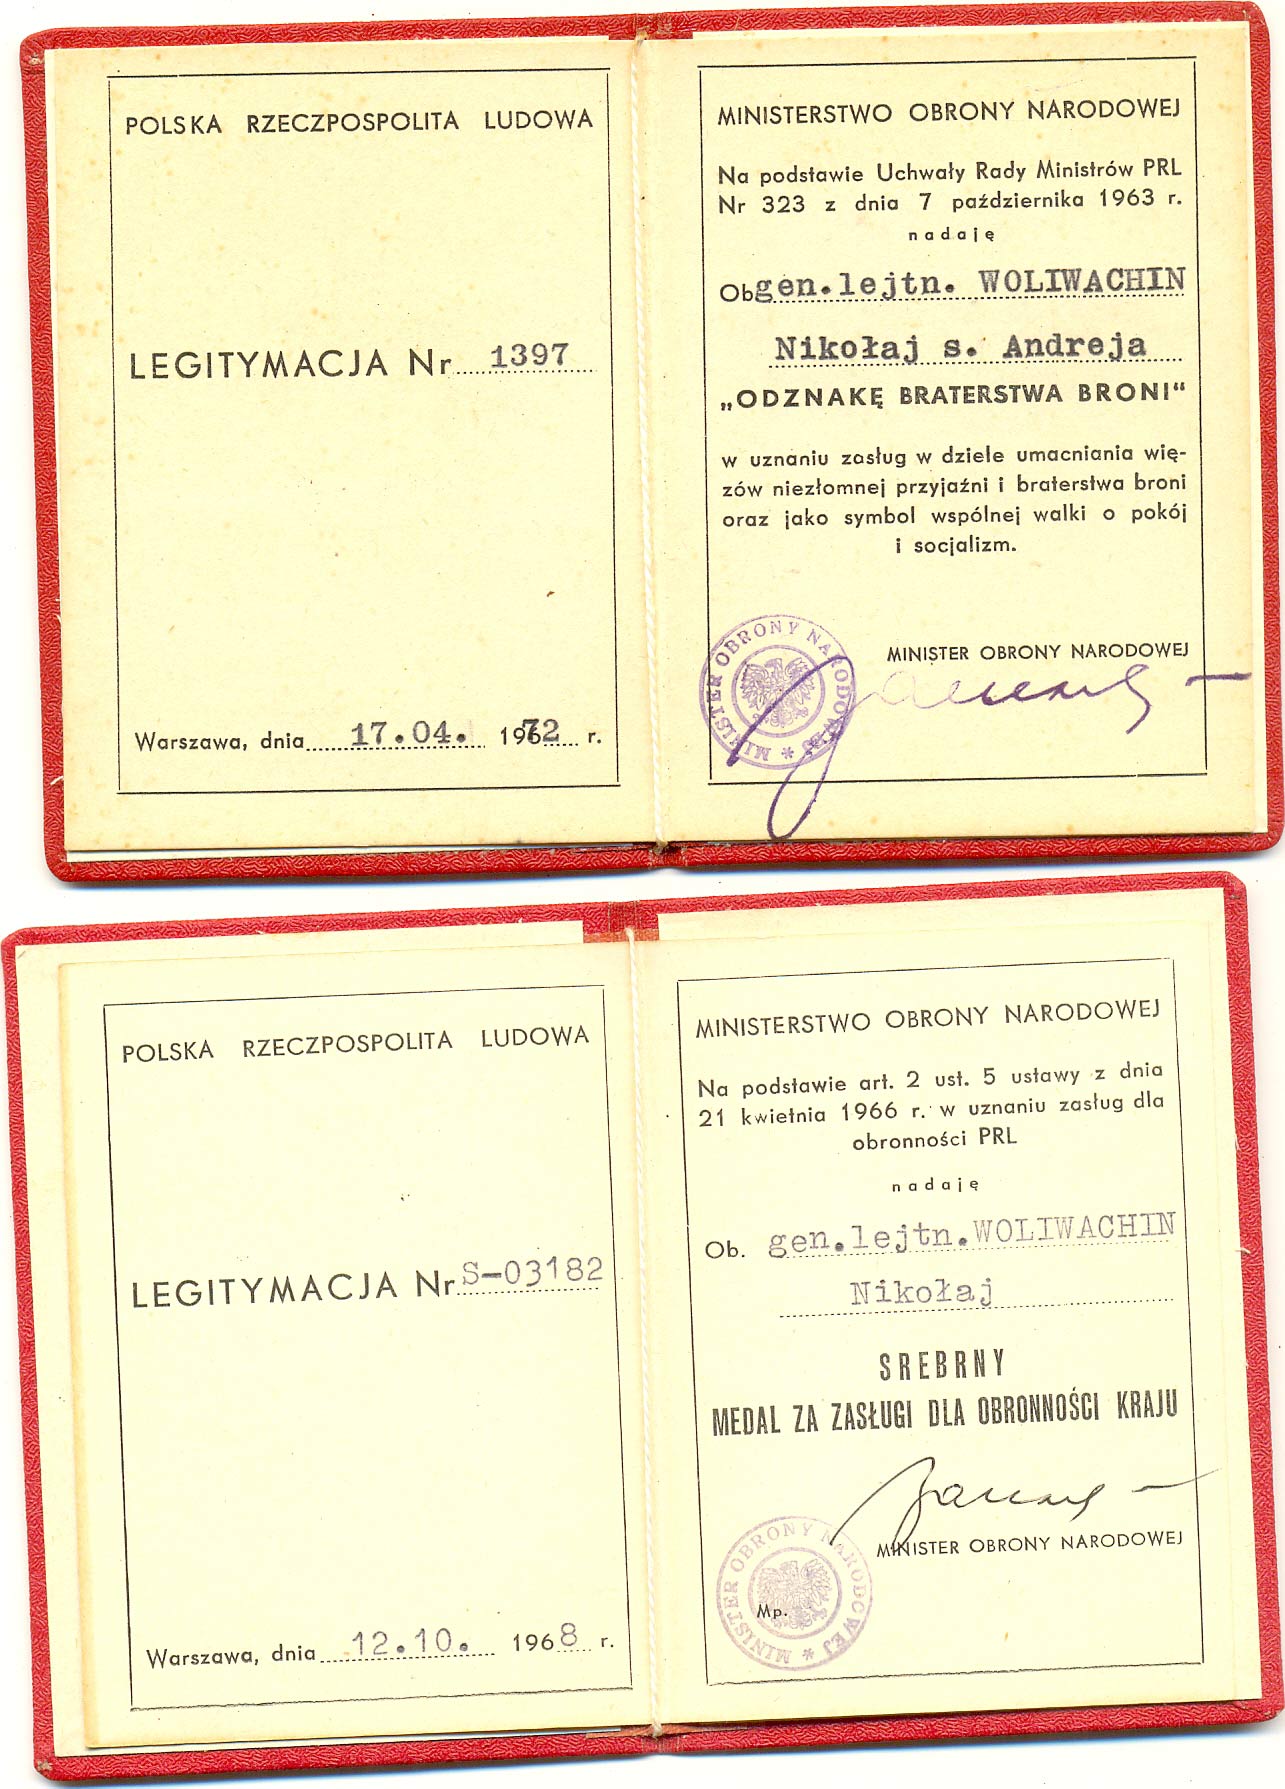 POLSKA RZECZPOSPOLITA LUDOWA
LEGITYMACJA Nr 1397
Warszawa, dnia 17.04. 1972 r.
MINISTERSTWO OBRONY NARODOWEJ
Na podstawie Uchwały Rady Ministrów PRL
Nr 323 z dnia 7 października 1963 r.
nadaję
Ob gen.lejtn. WOLIWACHIN
Nikołaj s. Andreja
„ODZNAKĘ BRATERSTWA BRONI"
w uznaniu zasług w dziele umacniania wię-
zów niezłomnej przyjaźni i braterstwa broni
oraz jako symbol wspólnej walki o pokój
i socjalizm.
MINISTER OBRONY NARODOWEJ
MINISTER OBRONY NARODOWEJ *
POLSKA RZECZPOSPOLITA LUDOWA
LEGITYMACJA Nr S-03182
Warszawa, dnia 12.10. 1968 r.
MINISTERSTWO OBRONY NARODOWEJ
Na podstawie art. 2 ust. 5 ustawy z dnia
21 kwietnia 1966 r. w uznaniu zasług dla
obronności PRL
nadaję
Ob. gen.lejtn.WOLIWACHIN
Nikołaj
SREBRNY
MEDAL ZA ZASŁUGI DLA OBRONNOŚCI KRAJU
MINISTER OBRONY NARODOWEJ
Mp.
MINISTER OBRONY NARODOWEJ *